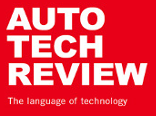 AUTO
TECH
REVIEW
The language of technology